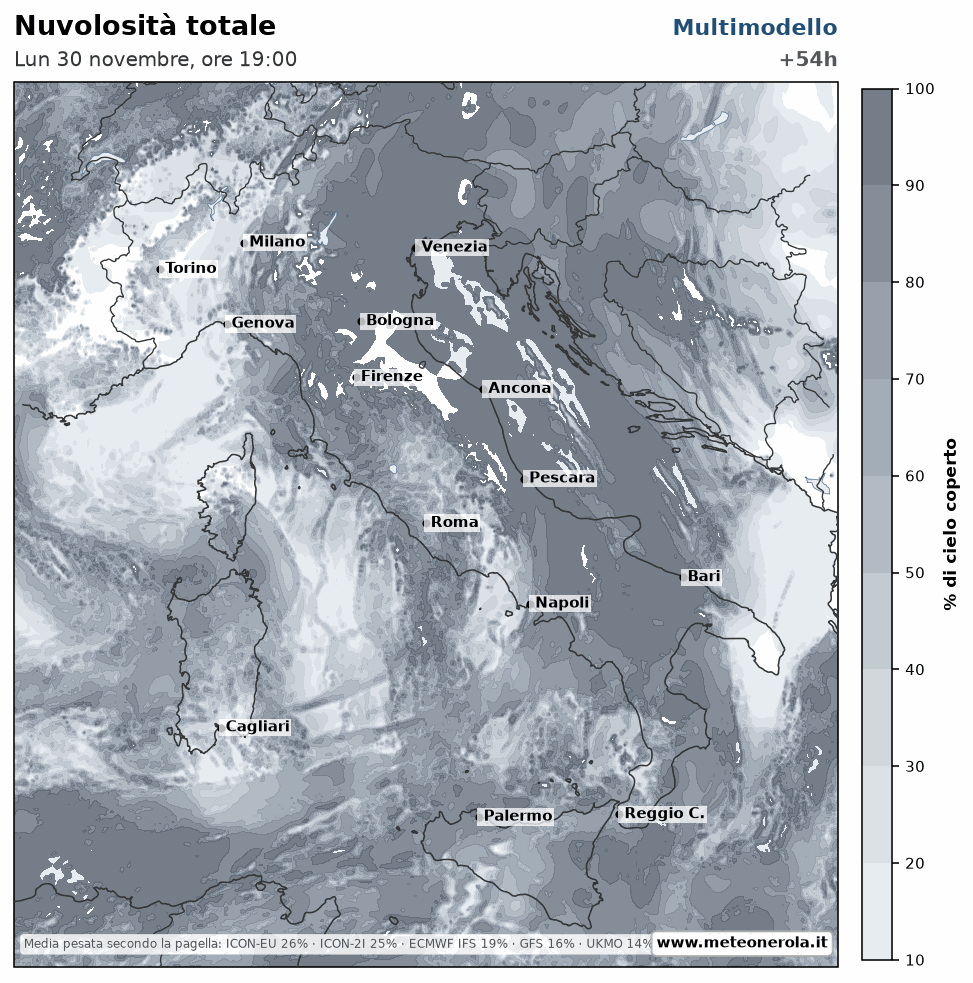 Nuvolosità totale
Multimodello
Lun 30 novembre, ore 19:00
+54h
100
90
80
70
60
50
40
30
20
10
% di cielo coperto
Milano
Venezia
Torino
Genova
Bologna
Firenze
Ancona
Pescara
Roma
Bari
Napoli
Cagliari
Palermo
Reggio C.
Media pesata secondo la pagella: ICON-EU 26% · ICON-2I 25% · ECMWF IFS 19% · GFS 16% · UKMO 14%
www.meteonerola.it